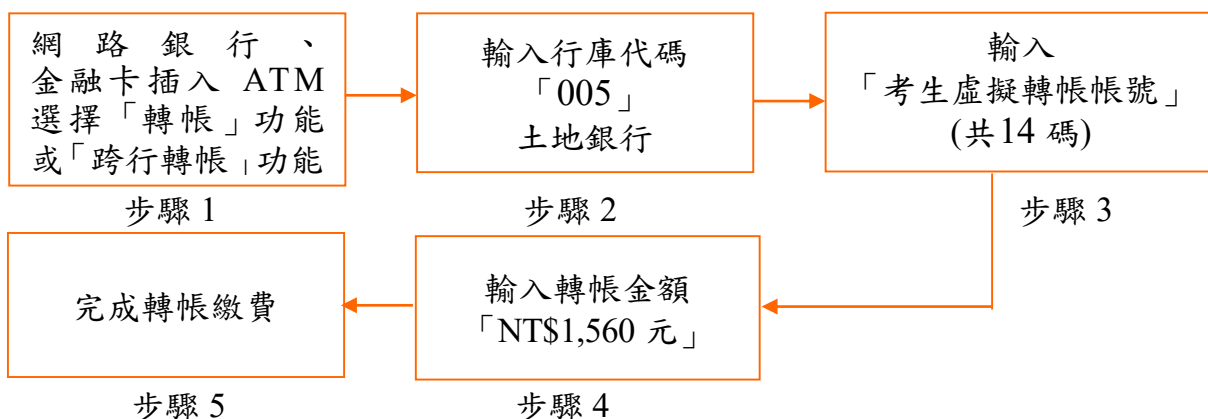 網路銀行、
金融卡插入 ATM
選擇「轉帳」功能
或「跨行轉帳」功能
步驟 1
輸入行庫代碼
「005」
土地銀行
步驟 2
輸入
「考生虛擬轉帳帳號」
(共14 碼)
步驟 3
輸入轉帳金額
「NT$1,560 元」
步驟 4
完成轉帳繳費
步驟 5